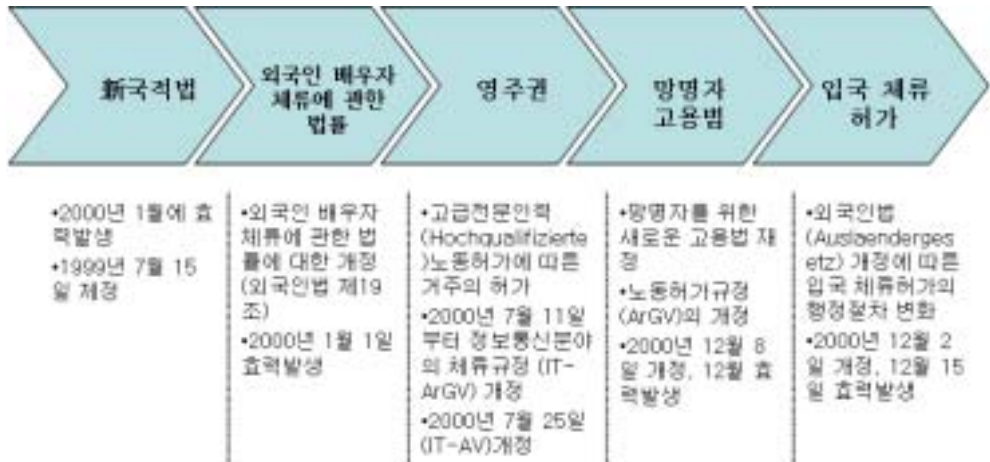 新국적법
외국인 배우자
체류에 관한
법률
영주권
망명자
고용법
입국 체류
허가
•2000년 1월에 효
력발생
•1999년 7월 15
일 제정
•외국인 배우자
체류에 관한 법
률에 대한 개정
(외국인법 제19
조)
•2000년 1월 1일
효력발생
•고급전문인력
(Hochqualifizierte
)노동허가에 따른
거주의 허가
•2000년 7월 11일
부터 정보통신분야
의 체류규정 (IT-
ArGV) 개정
•2000년 7월 25일
(IT-AV)개정
•망명자를 위한
새로운 고용법 제
정
•노동허가규정
(ArGV)의 개정
•2000년 12월 8
일 개정, 12월 효
력발생
•외국인법
(Auslaenderges
etz) 개정에 따른
입국 체류허가의
행정절차 변화
•2000년 12월 2
일 개정, 12월 15
일 효력발생